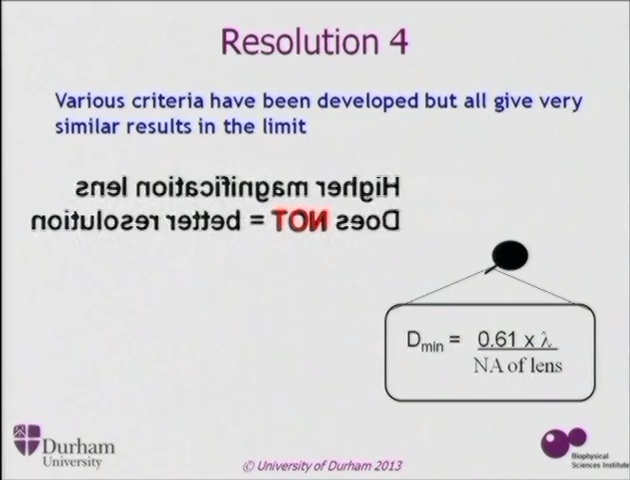 Resolution 4
Various criteria have been developed but all give very
similar results in the limit
Higher magnification lens
Does NOT = better resolution
Dmin = 0.61 x λ
NA of lens
Durham
University
© University of Durham 2013
Biophysical
Sciences Institute